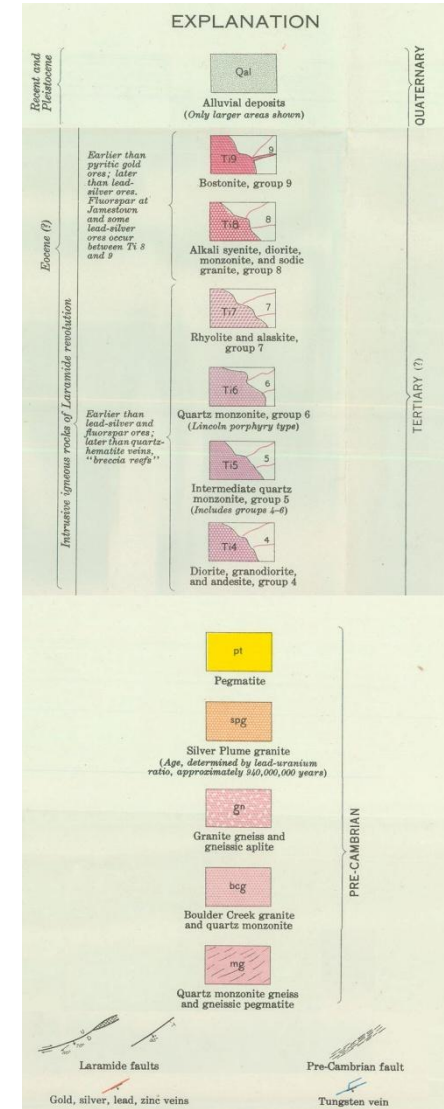 EXPLANATION
Recent and
Pleistocene
Qal
Alluvial deposits
(Only larger areas shown)
QUATERNARY
Eocene (?)
Intrusive igneous rocks of Laramide revolution
Earlier than
pyritic gold
ores; later
than lead-
silver ores.
Fluorspar at
Jamestown
and some
lead-silver
ores occur
between Ti 8
and 9
Ti9
9
Bostonite, group 9
Ti8
8
Alkali syenite, diorite,
monzonite, and sodic
granite, group 8
Ti7
7
Rhyolite and alaskite,
group 7
Earlier than
lead-silver and
fluorspar ores;
later than quartz-
hematite veins,
"breccia reefs"
Ti6
6
Quartz monzonite, group 6
(Lincoln porphyry type)
Ti5
5
Intermediate quartz
monzonite, group 5
(Includes groups 4-6)
Ti4
4
Diorite, granodiorite,
and andesite, group 4
TERTIARY (?)
pt
Pegmatite
spg
Silver Plume granite
(Age, determined by lead-uranium
ratio, approximately 940,000,000 years)
gn
Granite gneiss and
gneissic aplite
bcg
Boulder Creek granite
and quartz monzonite
mg
Quartz monzonite gneiss
and gneissic pegmatite
PRE-CAMBRIAN
Laramide faults
Pre-Cambrian fault
Gold, silver, lead, zinc veins
Tungsten vein